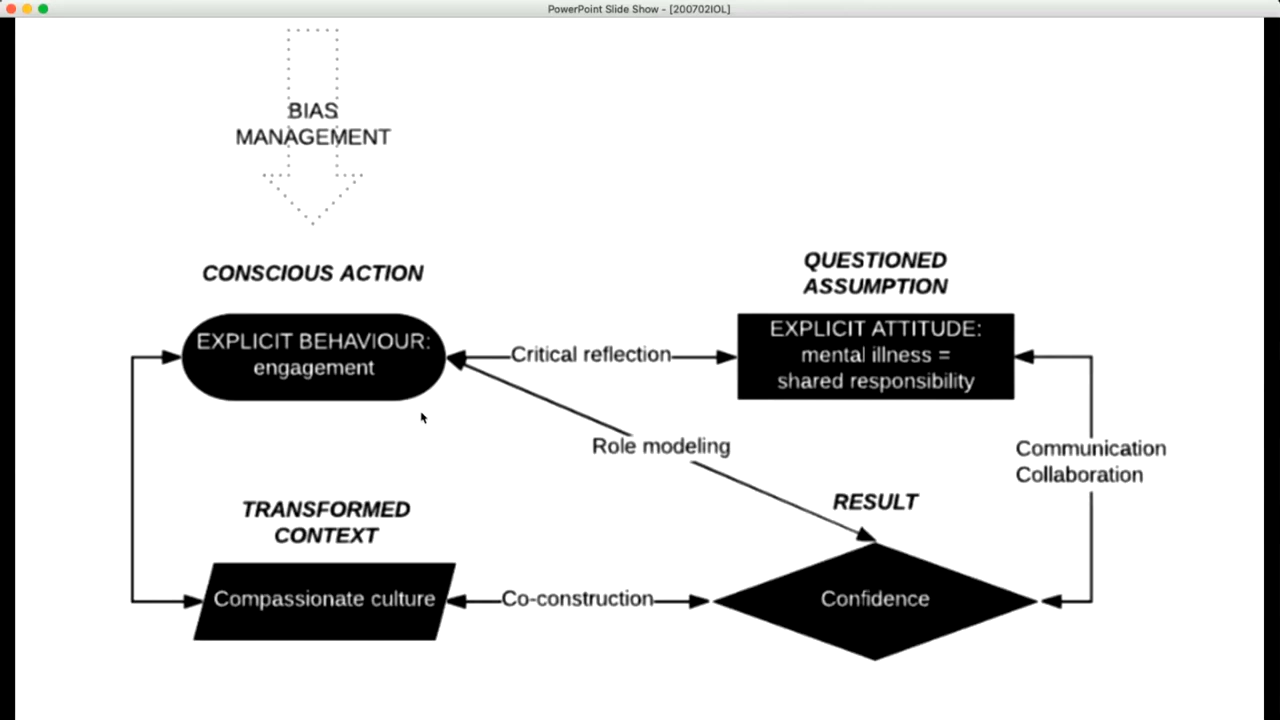 PowerPoint Slide Show - [200702IOL]
BIAS
MANAGEMENT
CONSCIOUS ACTION
QUESTIONED
ASSUMPTION
EXPLICIT BEHAVIOUR:
engagement
Critical reflection
EXPLICIT ATTITUDE:
mental illness =
shared responsibility
Role modeling
Communication
Collaboration
TRANSFORMED
CONTEXT
RESULT
Compassionate culture
Co-construction
Confidence